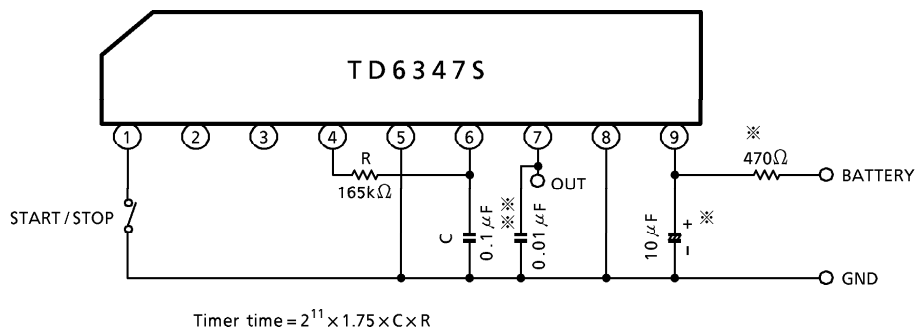 TD6347S
1 2 3 4 5 6 7 8 9
R
165kΩ
※
470Ω
BATTERY
OUT
START/STOP
C
0.1μF
※※
0.01μF
10μF
+
※
−
GND
Timer time=2¹¹×1.75×C×R